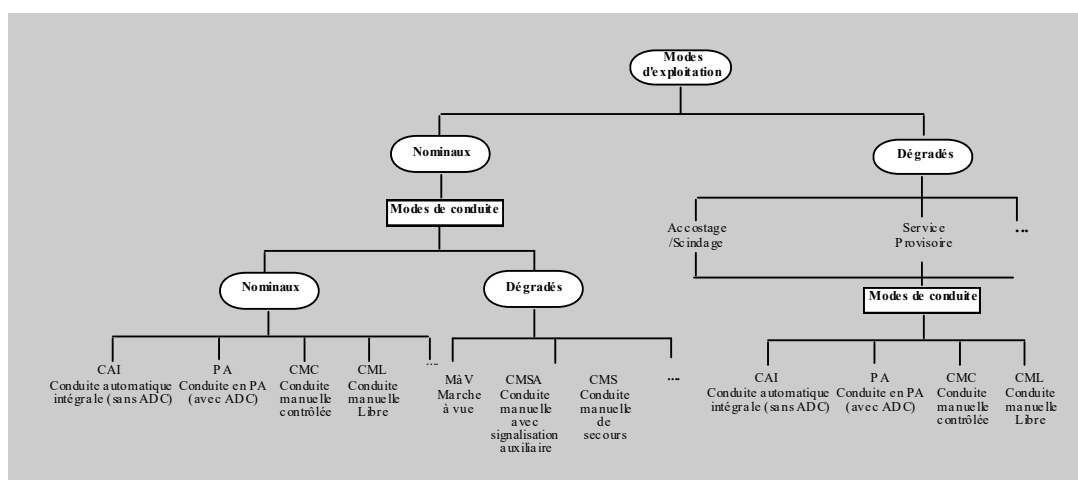 Modes
d'exploitation
Nominaux
Dégradés
Modes de conduite
Accostage
/Scindage
Service
Provisoire
...
Nominaux
Dégradés
Modes de conduite
CAI
Conduite automatique
intégrale (sans ADC)
PA
Conduite en PA
(avec ADC)
CMC
Conduite
manuelle
contrôlée
CML
Conduite
manuelle
Libre
...
MàV
Marche
à vue
CMSA
Conduite
manuelle
avec
signalisation
auxiliaire
CMS
Conduite
manuelle
de
secours
...
CAI
Conduite automatique
intégrale (sans ADC)
PA
Conduite en PA
(avec ADC)
CMC
Conduite
manuelle
contrôlée
CML
Conduite
manuelle
Libre